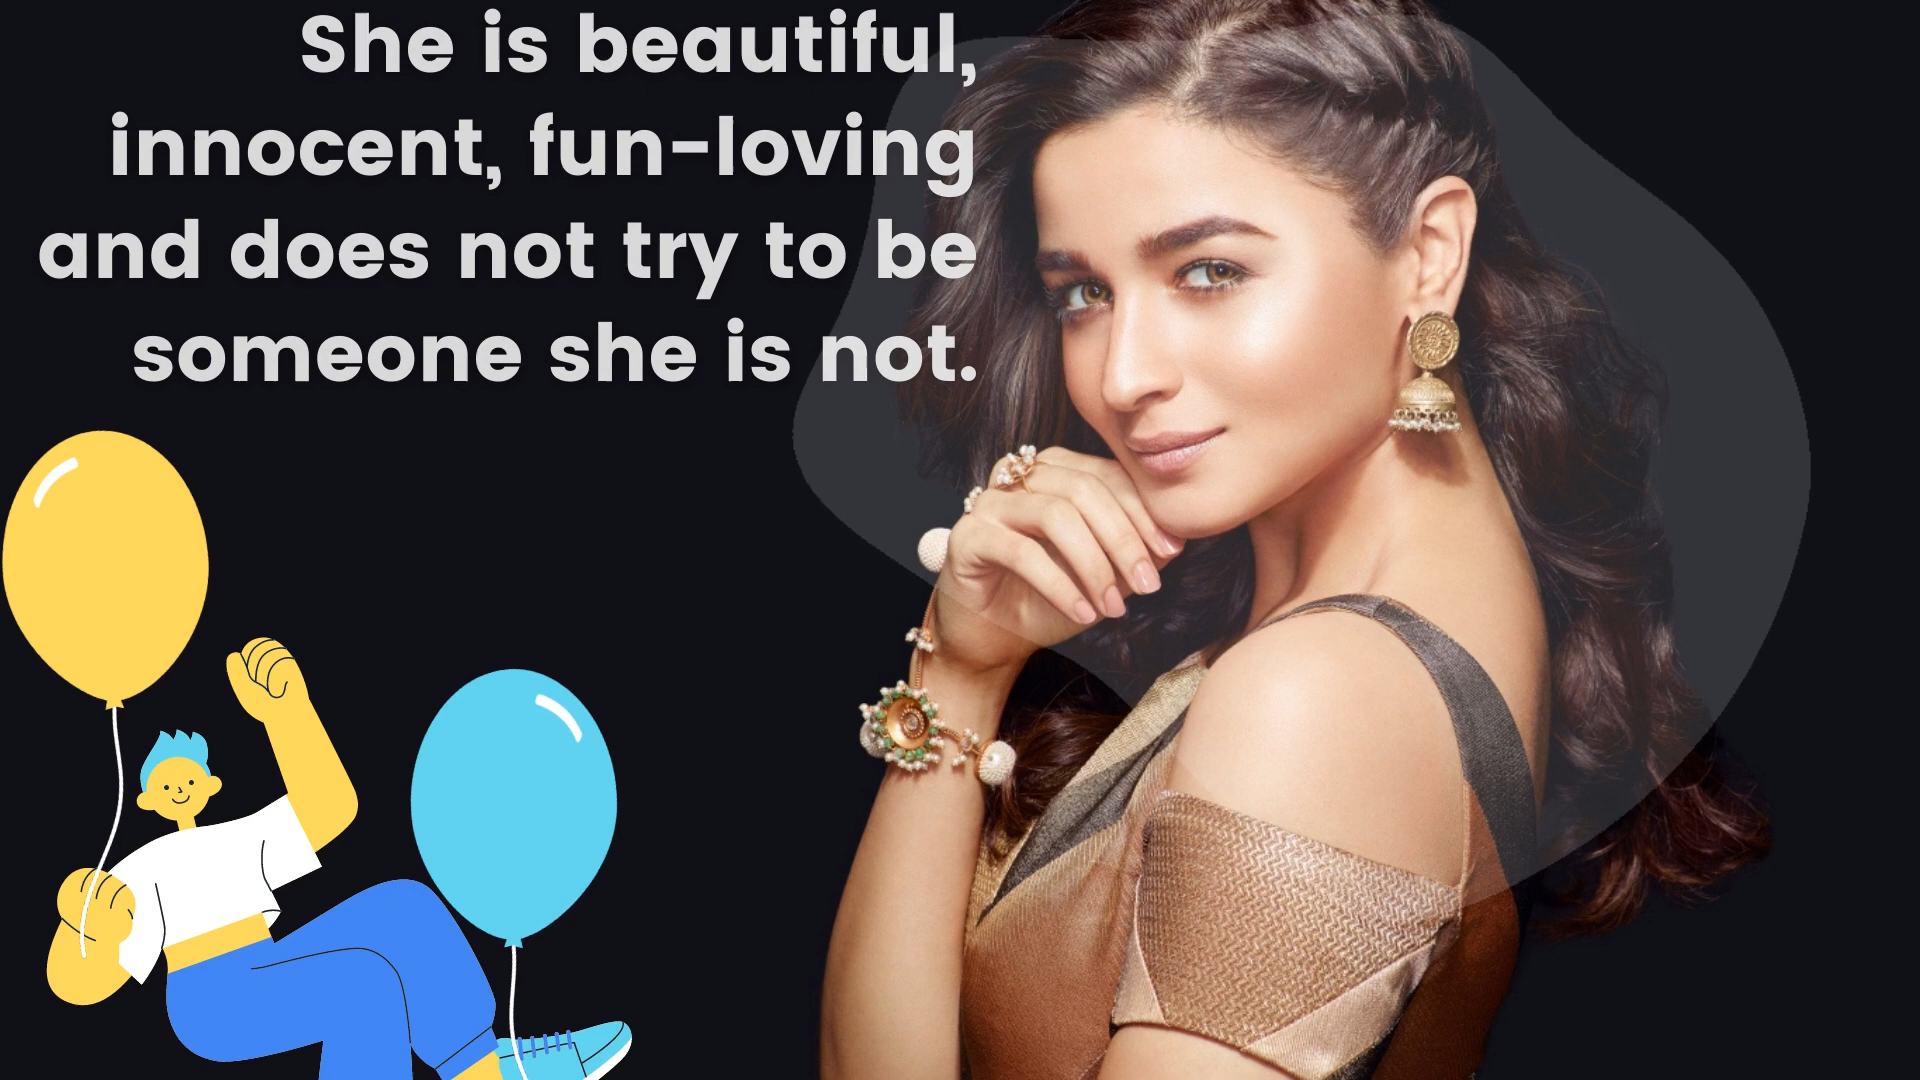 She is beautiful,
innocent, fun-loving
and does not try to be
someone she is not.